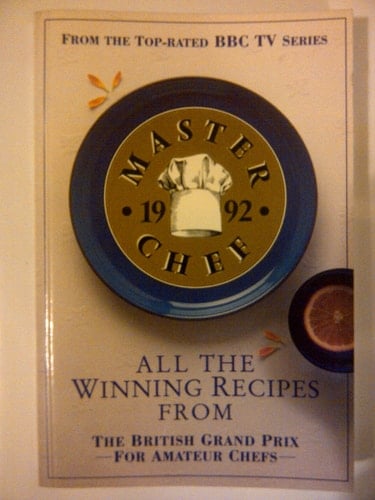 FROM THE TOP-RATED BBC TV SERIES
MASTER
• 19 92 •
CHEF
ALL THE
WINNING RECIPES
FROM
THE BRITISH GRAND PRIX
—FOR AMATEUR CHEFS—